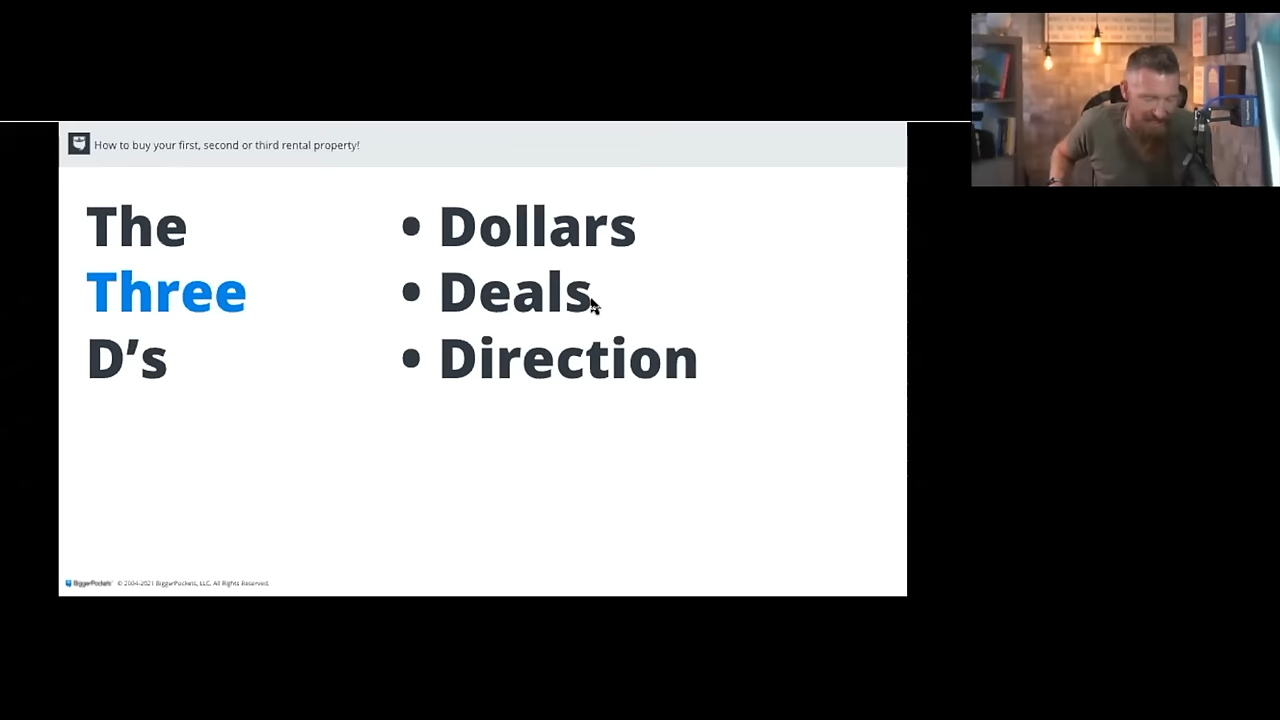 How to buy your first, second or third rental property!
The
Three
D’s
• Dollars
• Deals
• Direction
BiggerPockets © 2004-2021 BiggerPockets, LLC. All Rights Reserved.